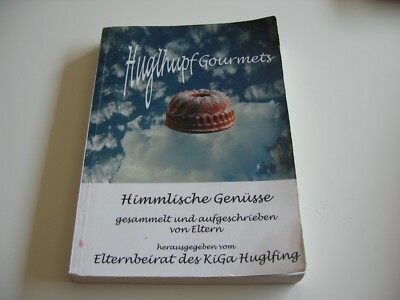 Huglhupf Gourmets
Himmlische Genüsse
gesammelt und aufgeschrieben
von Eltern
herausgegeben vom
Elternbeirat des KiGa Huglfing